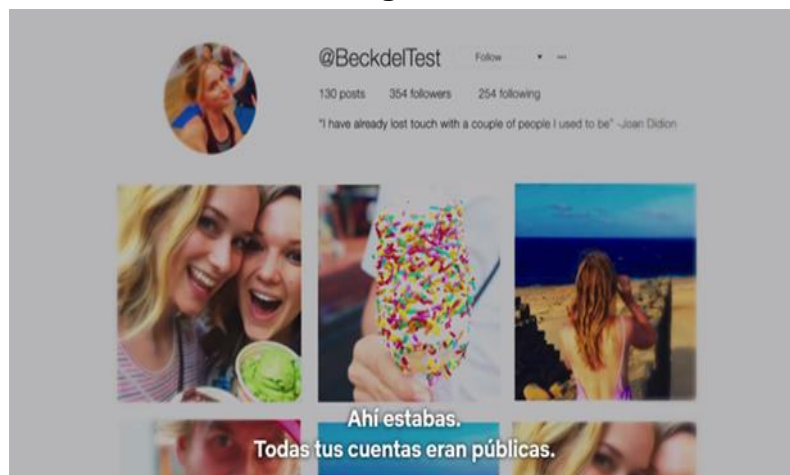 @BeckdelTest Follow
130 posts 354 followers 254 following
"I have already lost touch with a couple of people I used to be" -Joan Didion
Ahí estabas.
Todas tus cuentas eran públicas.